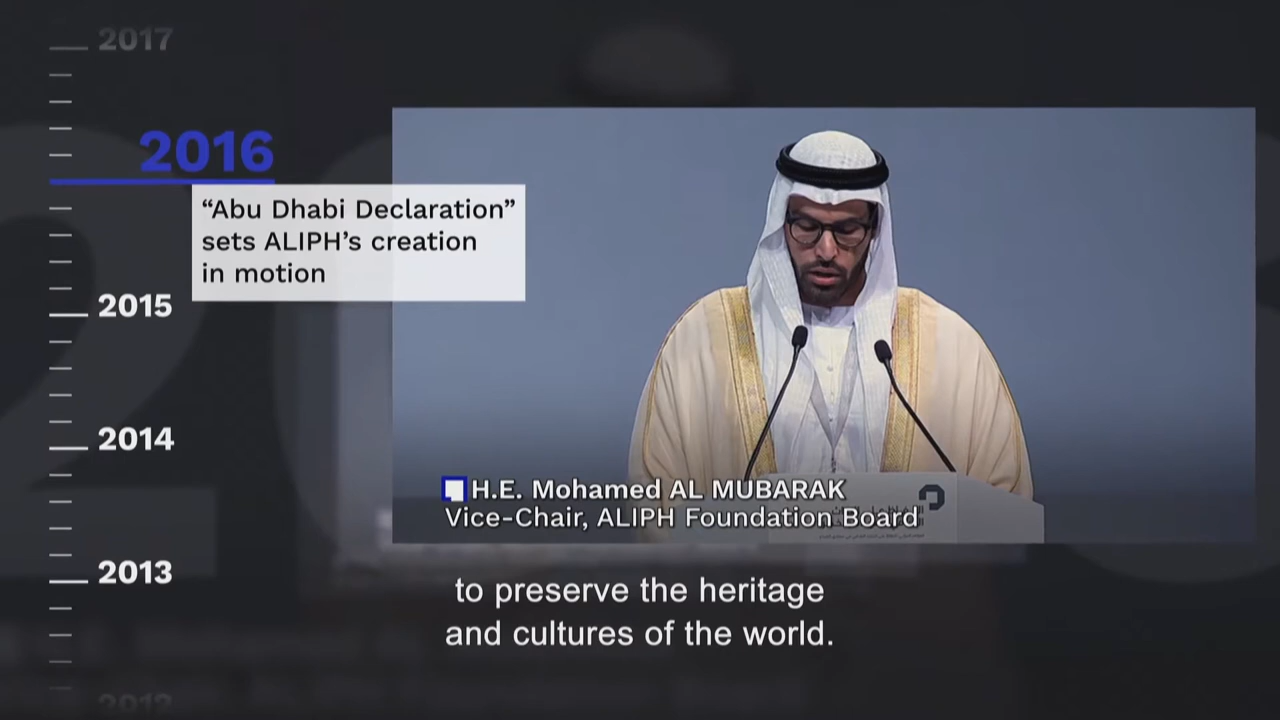 2017
2016
“Abu Dhabi Declaration”
sets ALIPH’s creation
in motion
2015
2014
2013
2012
H.E. Mohamed AL MUBARAK
Vice-Chair, ALIPH Foundation Board
to preserve the heritage
and cultures of the world.